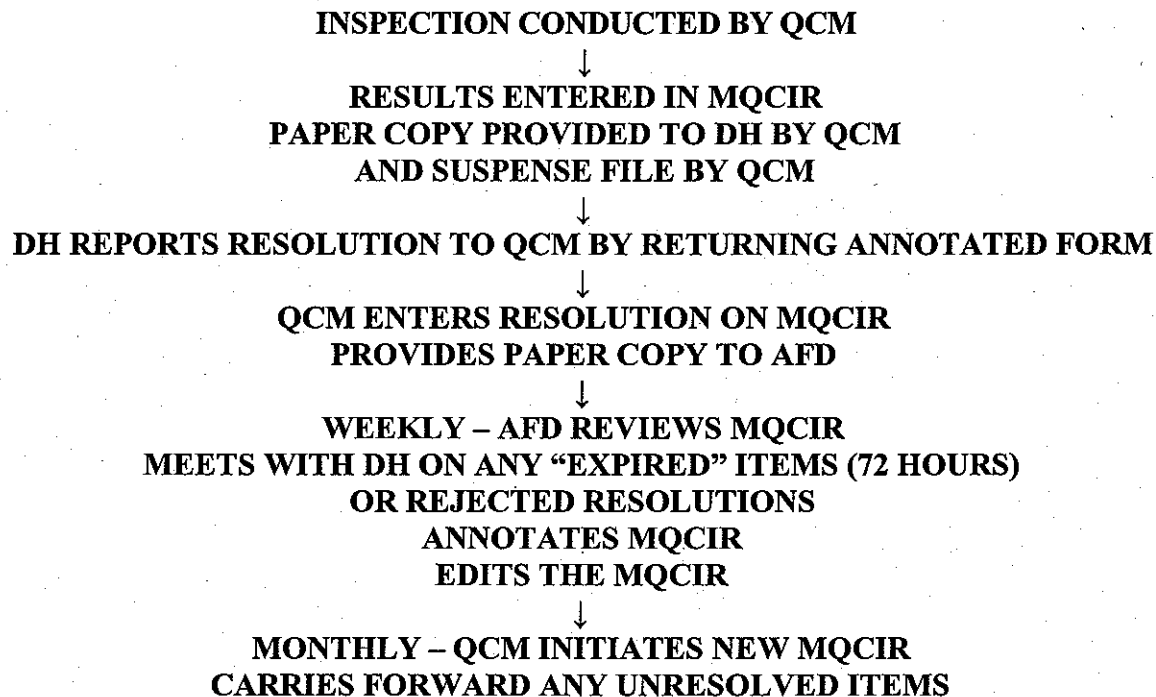 INSPECTION CONDUCTED BY QCM
↓
RESULTS ENTERED IN MQCIR
PAPER COPY PROVIDED TO DH BY QCM
AND SUSPENSE FILE BY QCM
↓
DH REPORTS RESOLUTION TO QCM BY RETURNING ANNOTATED FORM
↓
QCM ENTERS RESOLUTION ON MQCIR
PROVIDES PAPER COPY TO AFD
↓
WEEKLY – AFD REVIEWS MQCIR
MEETS WITH DH ON ANY “EXPIRED” ITEMS (72 HOURS)
OR REJECTED RESOLUTIONS
ANNOTATES MQCIR
EDITS THE MQCIR
↓
MONTHLY – QCM INITIATES NEW MQCIR
CARRIES FORWARD ANY UNRESOLVED ITEMS